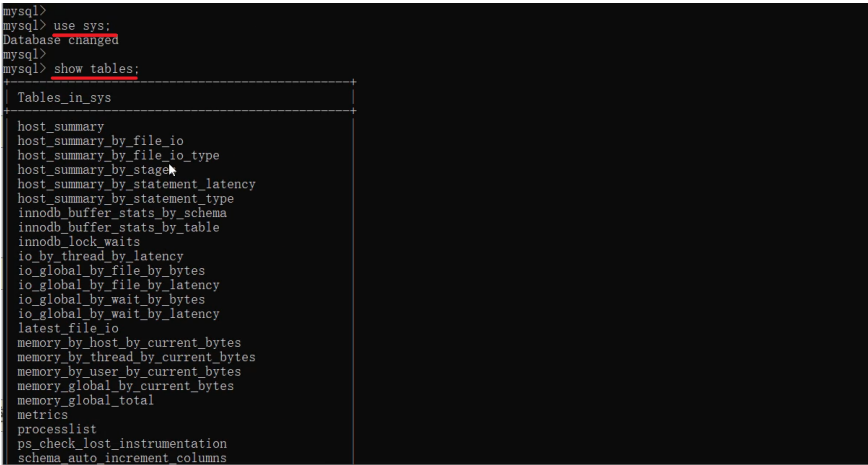 mysql>
mysql> use sys;
Database changed
mysql>
mysql> show tables;
+-----------------------------------------------+
| Tables_in_sys |
+-----------------------------------------------+
| host_summary |
| host_summary_by_file_io |
| host_summary_by_file_io_type |
| host_summary_by_stages |
| host_summary_by_statement_latency |
| host_summary_by_statement_type |
| innodb_buffer_stats_by_schema |
| innodb_buffer_stats_by_table |
| innodb_lock_waits |
| io_by_thread_by_latency |
| io_global_by_file_by_bytes |
| io_global_by_file_by_latency |
| io_global_by_wait_by_bytes |
| io_global_by_wait_by_latency |
| latest_file_io |
| memory_by_host_by_current_bytes |
| memory_by_thread_by_current_bytes |
| memory_by_user_by_current_bytes |
| memory_global_by_current_bytes |
| memory_global_total |
| metrics |
| processlist |
| ps_check_lost_instrumentation |
| schema_auto_increment_columns |